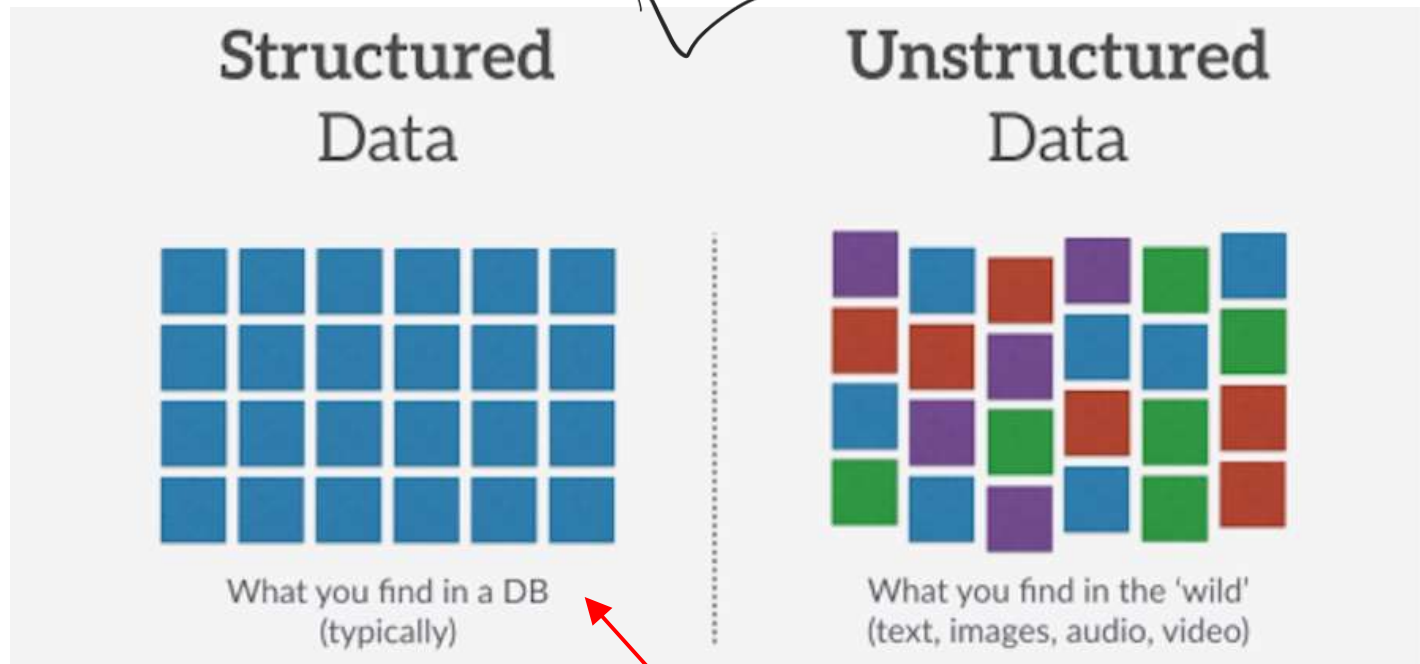 Structured
Data
What you find in a DB
(typically)
Unstructured
Data
What you find in the ‘wild’
(text, images, audio, video)